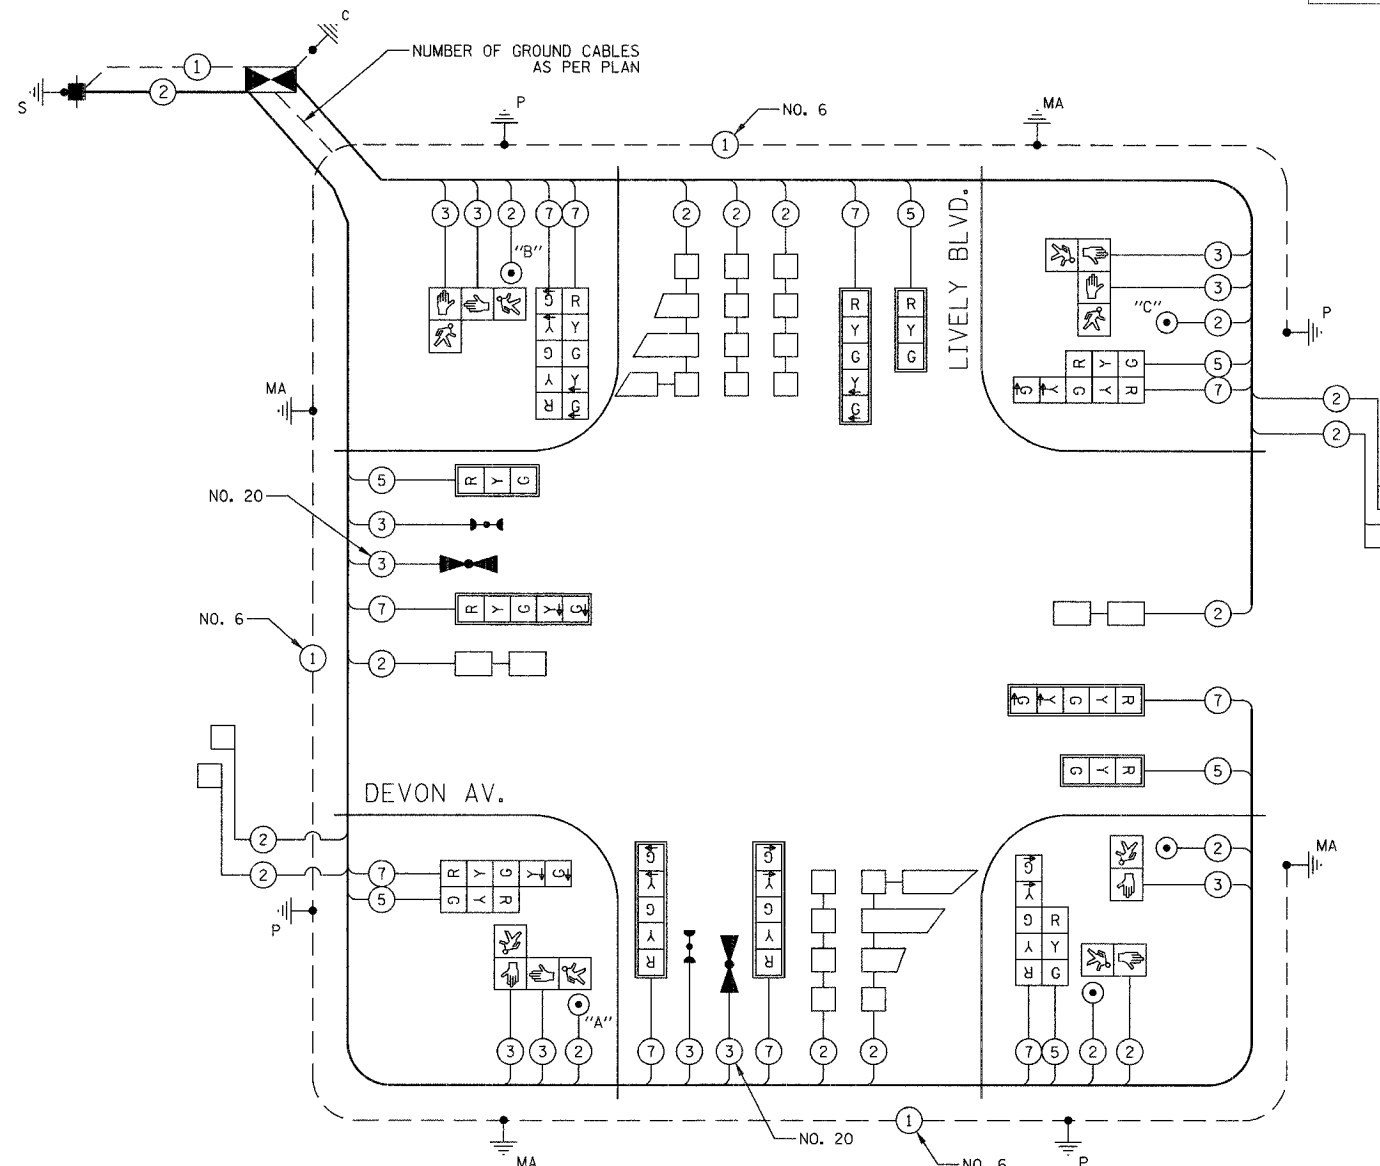 C
NUMBER OF GROUND CABLES
AS PER PLAN
1
2
S
P
NO. 6
1
MA
3 3 2 7 7 2 2 2 7 5
"B"
LIVELY BLVD.
G R
Y Y
G G
Y Y
R G
R
Y
G
Y
G
R
Y
G
3
3
"C"
2
P
R Y G 5
G Y G Y R 7
MA
2
2
5 R Y G
NO. 20
3
3
7 R Y G Y G
NO. 6
1
2
2
G Y G Y R 7
G Y R 5
DEVON AV.
2
2
7 R Y G Y G
5 G Y R
P
G
Y
G
Y
R
G
Y
G
Y
R
2
3
MA
G
Y
G R
Y Y
R G
"A"
3 3 2 7 3 3 7 2 2 7 5 2 2
NO. 20
1
NO. 6
MA
P